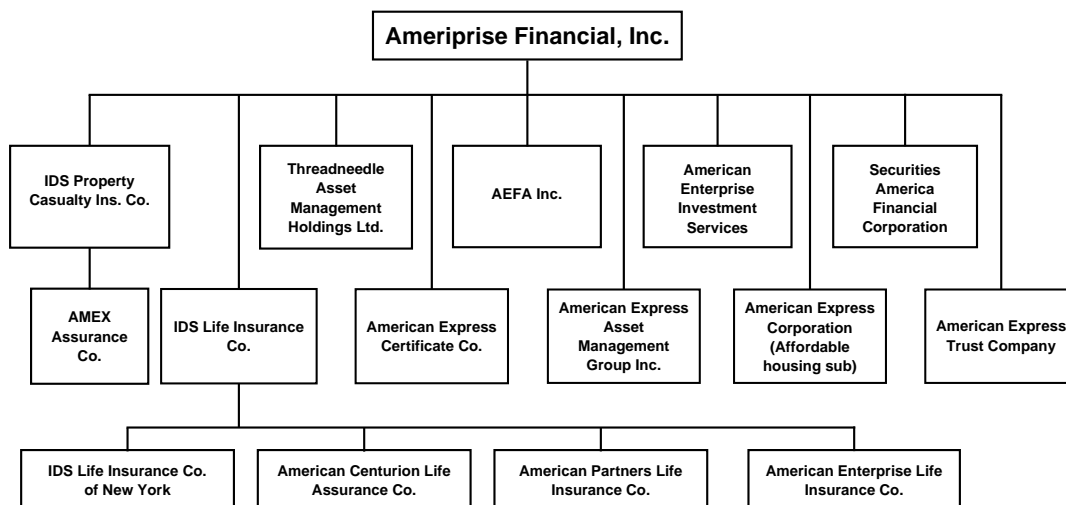 Ameriprise Financial, Inc.
IDS Property
Casualty Ins. Co.
Threadneedle
Asset
Management
Holdings Ltd.
AEFA Inc.
American
Enterprise
Investment
Services
Securities
America
Financial
Corporation
AMEX
Assurance
Co.
IDS Life Insurance
Co.
American Express
Certificate Co.
American Express
Asset
Management
Group Inc.
American Express
Corporation
(Affordable
housing sub)
American Express
Trust Company
IDS Life Insurance Co.
of New York
American Centurion Life
Assurance Co.
American Partners Life
Insurance Co.
American Enterprise Life
Insurance Co.